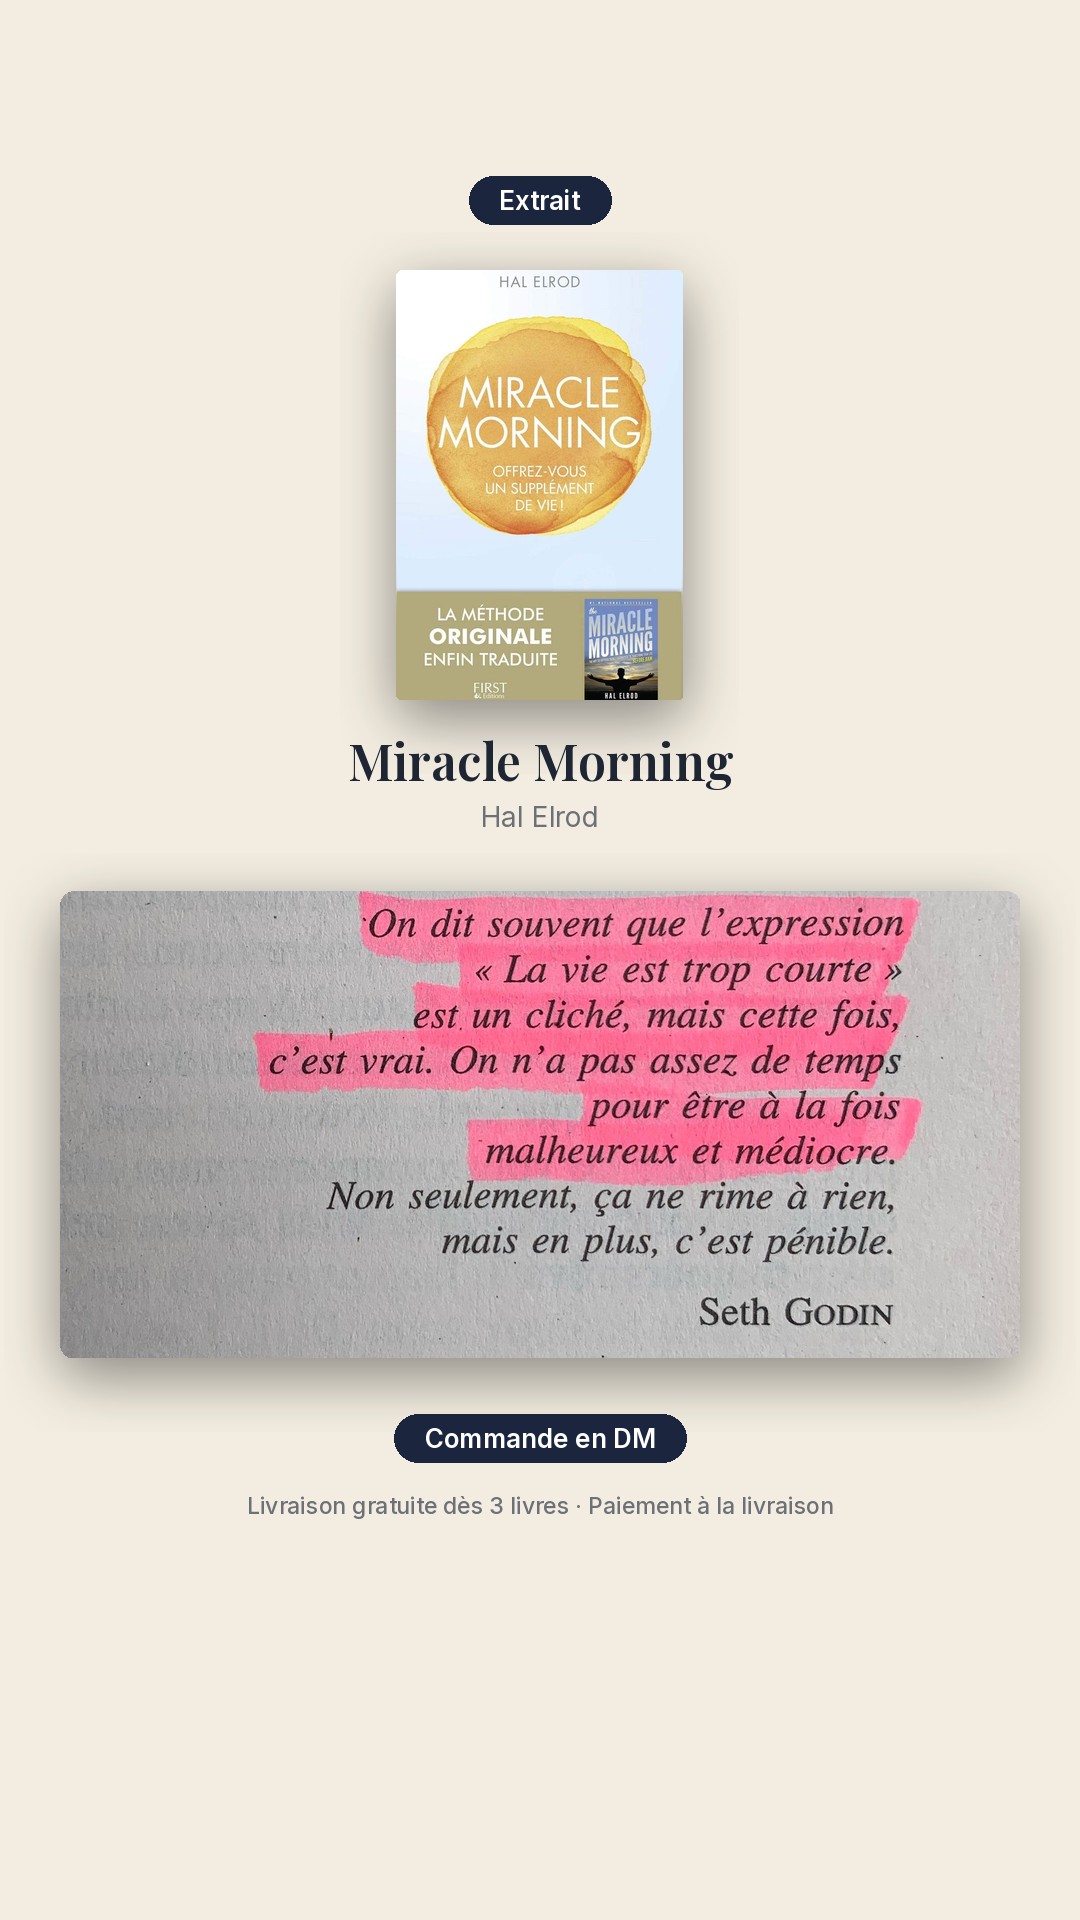 Extrait
HAL ELROD
MIRACLE
MORNING
OFFREZ-VOUS
UN SUPPLÉMENT
DE VIE !
LA MÉTHODE
ORIGINALE
ENFIN TRADUITE
FIRST
Éditions
the
MIRACLE
MORNING
HAL ELROD
Miracle Morning
Hal Elrod
On dit souvent que l’expression
« La vie est trop courte »
est un cliché, mais cette fois,
c’est vrai. On n’a pas assez de temps
pour être à la fois
malheureux et médiocre.
Non seulement, ça ne rime à rien,
mais en plus, c’est pénible.
Seth GODIN
Commande en DM
Livraison gratuite dès 3 livres · Paiement à la livraison